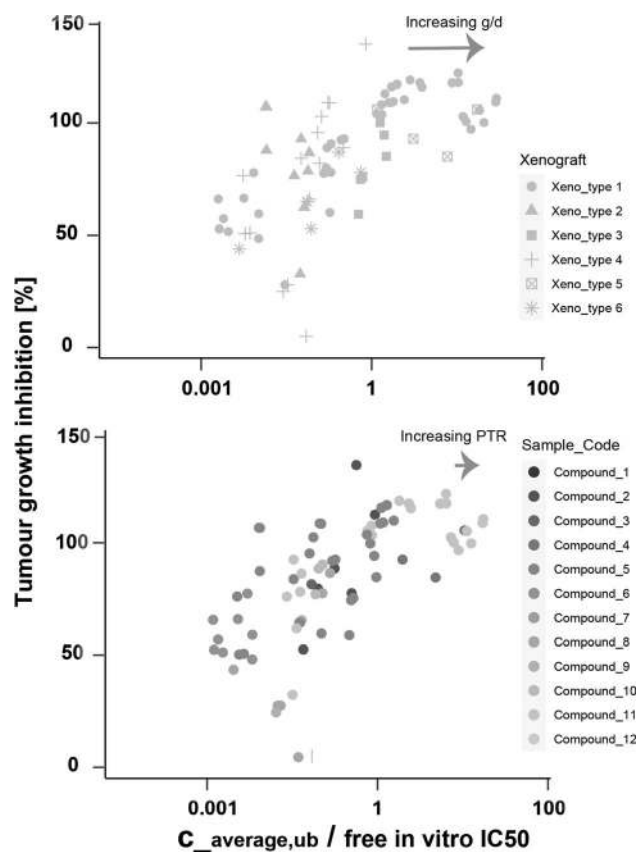 Tumour growth inhibition [%]
150
100
50
0
0.001
1
100
Increasing g/d
Xenograft
Xeno_type 1
Xeno_type 2
Xeno_type 3
Xeno_type 4
Xeno_type 5
Xeno_type 6
150
100
50
0
0.001
1
100
Increasing PTR
Sample_Code
Compound_1
Compound_2
Compound_3
Compound_4
Compound_5
Compound_6
Compound_7
Compound_8
Compound_9
Compound_10
Compound_11
Compound_12
c_average,ub / free in vitro IC50